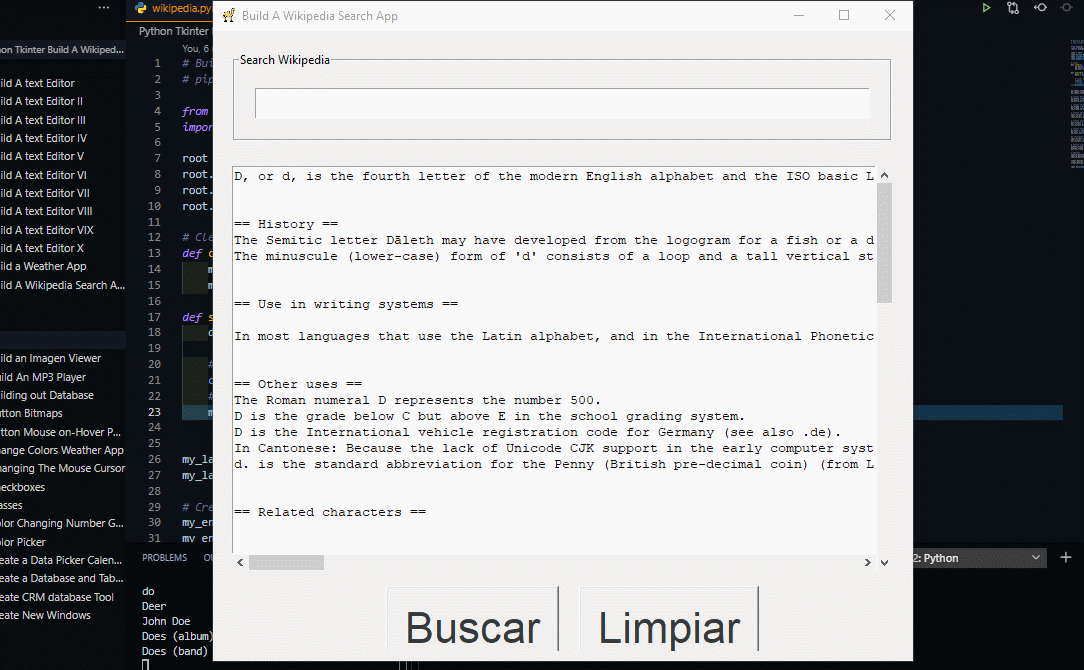 ···
on Tkinter Build A Wikiped...
ild A text Editor
ild A text Editor II
ild A text Editor III
ild A text Editor IV
ild A text Editor V
ild A text Editor VI
ild A text Editor VII
ild A text Editor VIII
ild A text Editor VIX
ild A text Editor X
ild a Weather App
ild A Wikipedia Search A...
ild an Imagen Viewer
ild An MP3 Player
ilding out Database
tton Bitmaps
tton Mouse on-Hover P...
ange Colors Weather App
anging The Mouse Cursor
eckboxes
asses
olor Changing Number G...
olor Picker
eate a Data Picker Calen...
eate a Database and Tab...
eate CRM database Tool
eate New Windows
wikipedia.py
Python Tkinter
You, 6
1 # Bui
2 # pip
3
4 from
5 impor
6
7 root
8 root.
9 root.
10 root.
11
12 # Cle
13 def c
14 m
15 m
16
17 def s
18 d
19
20 #
21 c
22 #
23 m
24
25
26 my_la
27 my_la
28
29 # Cre
30 my_en
31 my_en
PROBLEMS OU
do
Deer
John Doe
Does (album)
Does (band)
Build A Wikipedia Search App
Search Wikipedia
D, or d, is the fourth letter of the modern English alphabet and the ISO basic L
== History ==
The Semitic letter Dāleth may have developed from the logogram for a fish or a d
The minuscule (lower-case) form of 'd' consists of a loop and a tall vertical st
== Use in writing systems ==
In most languages that use the Latin alphabet, and in the International Phonetic
== Other uses ==
The Roman numeral D represents the number 500.
D is the grade below C but above E in the school grading system.
D is the International vehicle registration code for Germany (see also .de).
In Cantonese: Because the lack of Unicode CJK support in the early computer syst
d. is the standard abbreviation for the Penny (British pre-decimal coin) (from L
== Related characters ==
Buscar
Limpiar
2: Python